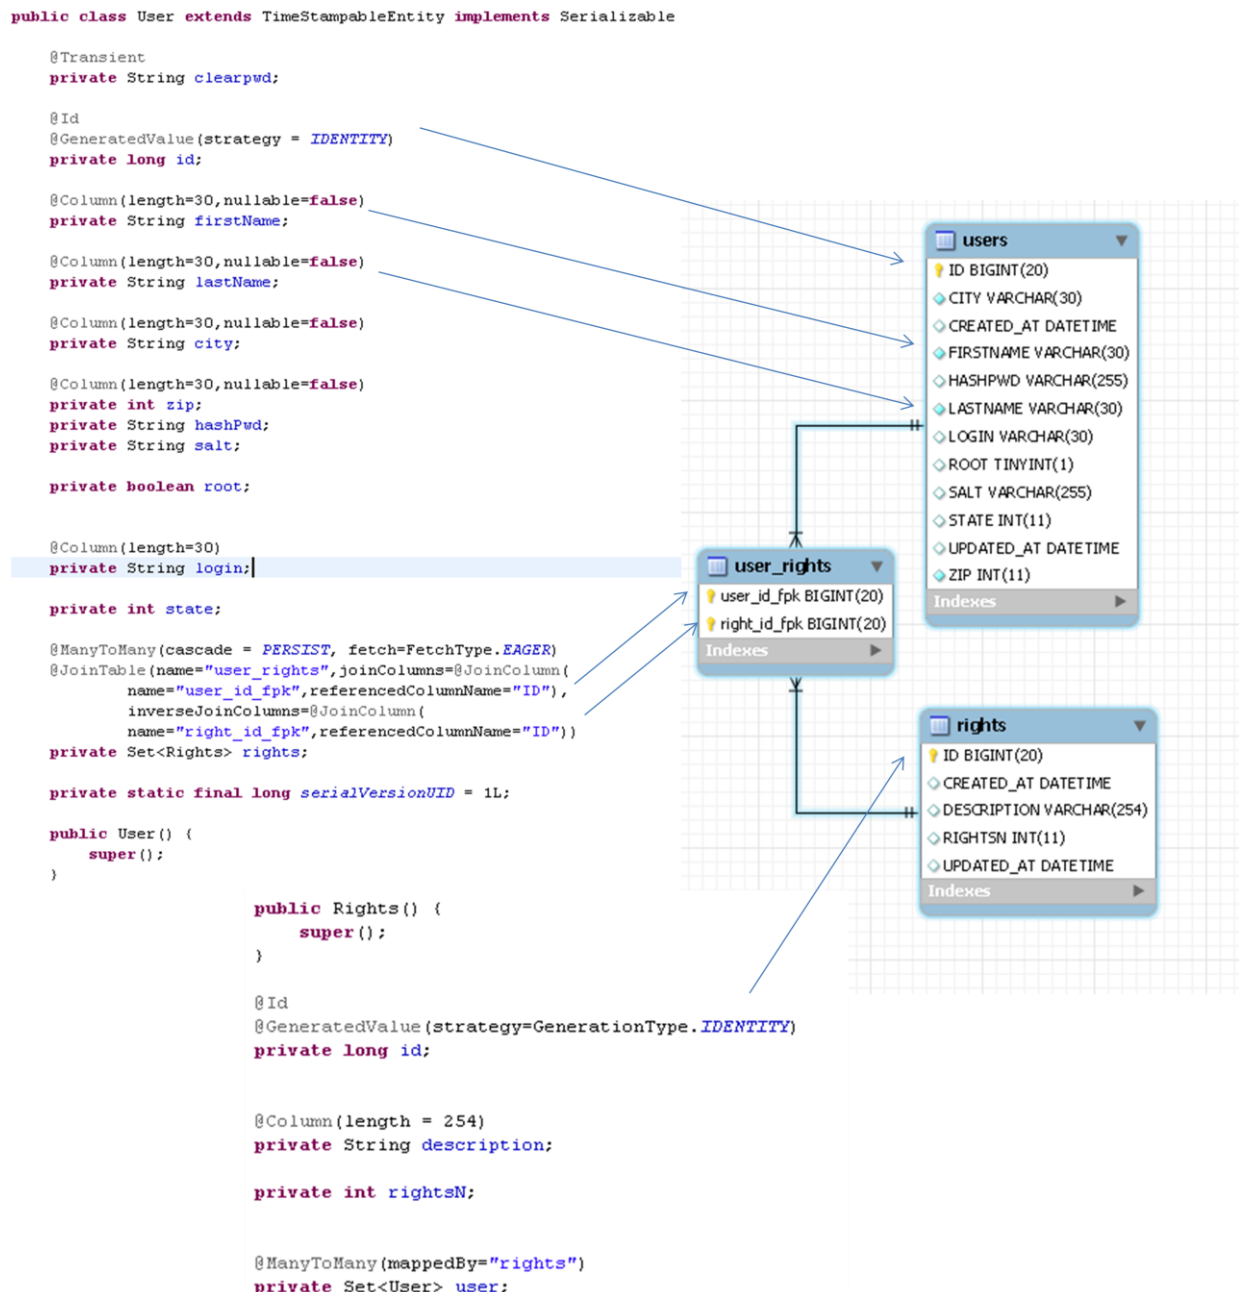 public class User extends TimeStampableEntity implements Serializable
@Transient
private String clearpwd;
@Id
@GeneratedValue(strategy = IDENTITY)
private long id;
@Column(length=30,nullable=false)
private String firstName;
@Column(length=30,nullable=false)
private String lastName;
@Column(length=30,nullable=false)
private String city;
@Column(length=30,nullable=false)
private int zip;
private String hashPwd;
private String salt;
private boolean root;
@Column(length=30)
private String login;
private int state;
@ManyToMany(cascade = PERSIST, fetch=FetchType.EAGER)
@JoinTable(name="user_rights",joinColumns=@JoinColumn(
name="user_id_fpk",referencedColumnName="ID"),
inverseJoinColumns=@JoinColumn(
name="right_id_fpk",referencedColumnName="ID"))
private Set<Rights> rights;
private static final long serialVersionUID = 1L;
public User() {
super();
}
users
ID BIGINT(20)
CITY VARCHAR(30)
CREATED_AT DATETIME
FIRSTNAME VARCHAR(30)
HASHPWD VARCHAR(255)
LASTNAME VARCHAR(30)
LOGIN VARCHAR(30)
ROOT TINYINT(1)
SALT VARCHAR(255)
STATE INT(11)
UPDATED_AT DATETIME
ZIP INT(11)
Indexes
user_rights
user_id_fpk BIGINT(20)
right_id_fpk BIGINT(20)
Indexes
rights
ID BIGINT(20)
CREATED_AT DATETIME
DESCRIPTION VARCHAR(254)
RIGHTSN INT(11)
UPDATED_AT DATETIME
Indexes
public Rights() {
super();
}
@Id
@GeneratedValue(strategy=GenerationType.IDENTITY)
private long id;
@Column(length = 254)
private String description;
private int rightsN;
@ManyToMany(mappedBy="rights")
private Set<User> user;